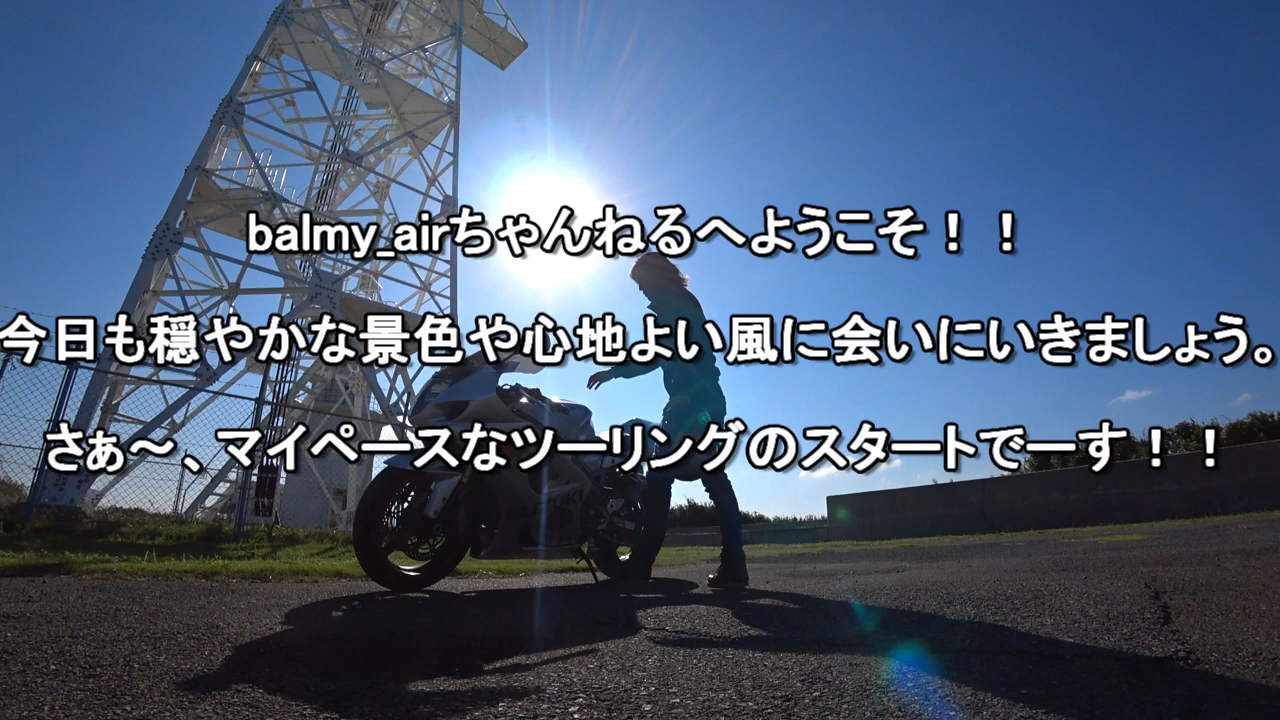 balmy_airちゃんねるへようこそ！！
今日も穏やかな景色や心地よい風に会いにいきましょう。
さぁ～、マイペースなツーリングのスタートでーす！！
SUZUKI